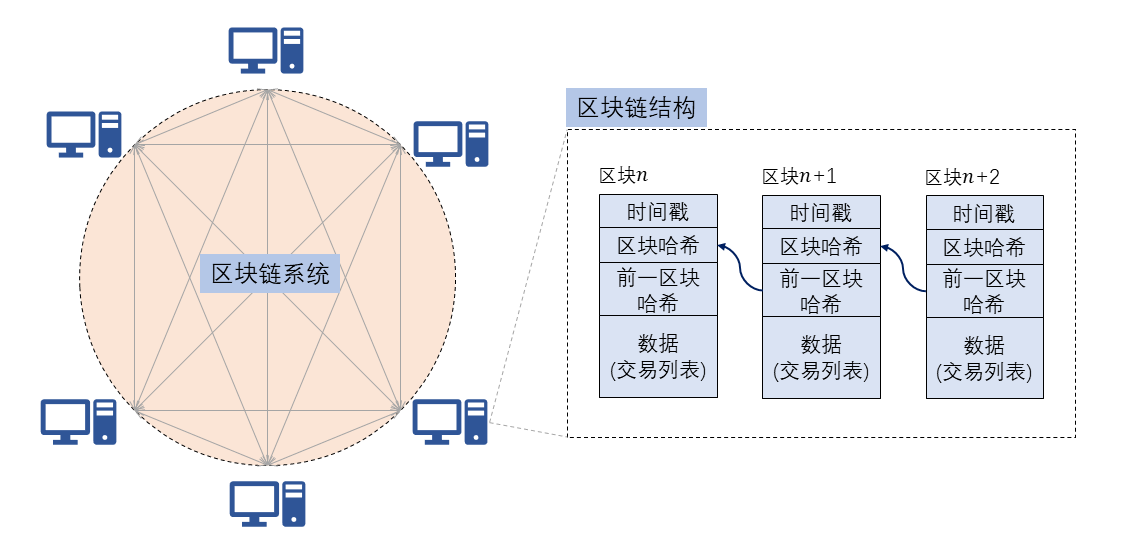 区块链系统
区块链结构
区块n
时间戳
区块哈希
前一区块
哈希
数据
(交易列表)
区块n+1
时间戳
区块哈希
前一区块
哈希
数据
(交易列表)
区块n+2
时间戳
区块哈希
前一区块
哈希
数据
(交易列表)